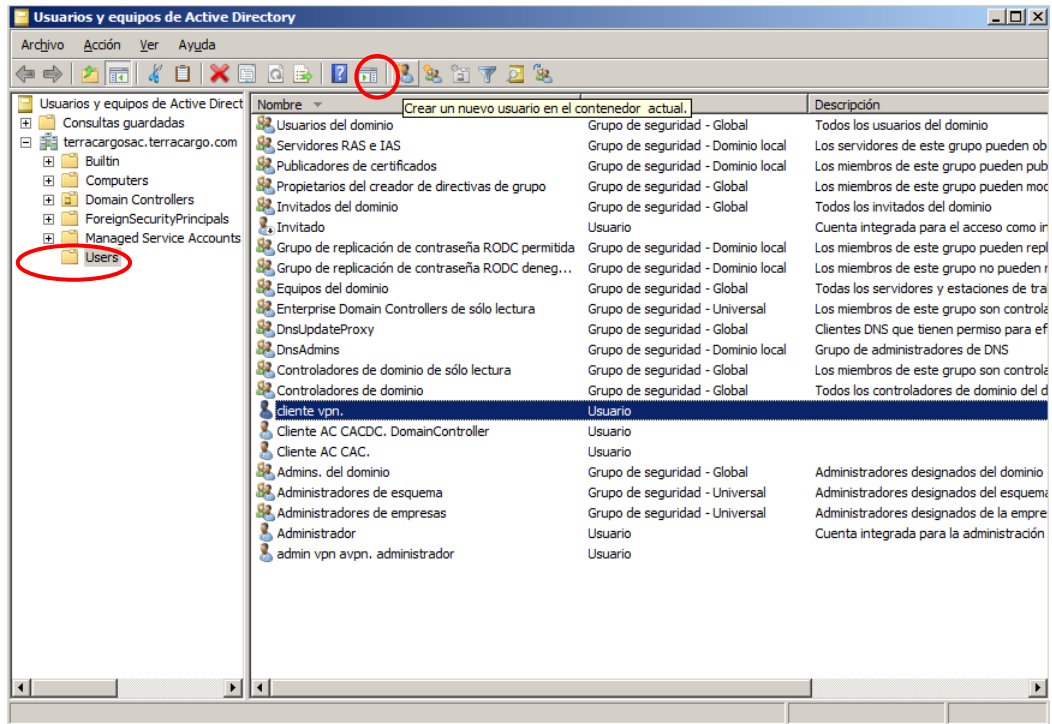 Usuarios y equipos de Active Directory
Archivo Acción Ver Ayuda
Usuarios y equipos de Active Direct
Consultas guardadas
terracargosac.terracargo.com
Builtin
Computers
Domain Controllers
ForeignSecurityPrincipals
Managed Service Accounts
Users
Nombre Descripción
Crear un nuevo usuario en el contenedor actual.
Usuarios del dominio Grupo de seguridad - Global Todos los usuarios del dominio
Servidores RAS e IAS Grupo de seguridad - Dominio local Los servidores de este grupo pueden ob
Publicadores de certificados Grupo de seguridad - Dominio local Los miembros de este grupo pueden pub
Propietarios del creador de directivas de grupo Grupo de seguridad - Global Los miembros de este grupo pueden moc
Invitados del dominio Grupo de seguridad - Global Todos los invitados del dominio
Invitado Usuario Cuenta integrada para el acceso como in
Grupo de replicación de contraseña RODC permitida Grupo de seguridad - Dominio local Los miembros de este grupo pueden repl
Grupo de replicación de contraseña RODC deneg... Grupo de seguridad - Dominio local Los miembros de este grupo no pueden r
Equipos del dominio Grupo de seguridad - Global Todas los servidores y estaciones de tra
Enterprise Domain Controllers de sólo lectura Grupo de seguridad - Universal Los miembros de este grupo son controla
DnsUpdateProxy Grupo de seguridad - Global Clientes DNS que tienen permiso para ef
DnsAdmins Grupo de seguridad - Dominio local Grupo de administradores de DNS
Controladores de dominio de sólo lectura Grupo de seguridad - Global Los miembros de este grupo son controla
Controladores de dominio Grupo de seguridad - Global Todos los controladores de dominio del d
cliente vpn. Usuario
Cliente AC CACDC. DomainController Usuario
Cliente AC CAC. Usuario
Admins. del dominio Grupo de seguridad - Global Administradores designados del dominio
Administradores de esquema Grupo de seguridad - Universal Administradores designados del esquema
Administradores de empresas Grupo de seguridad - Universal Administradores designados de la empre
Administrador Usuario Cuenta integrada para la administración
admin vpn avpn. administrador Usuario